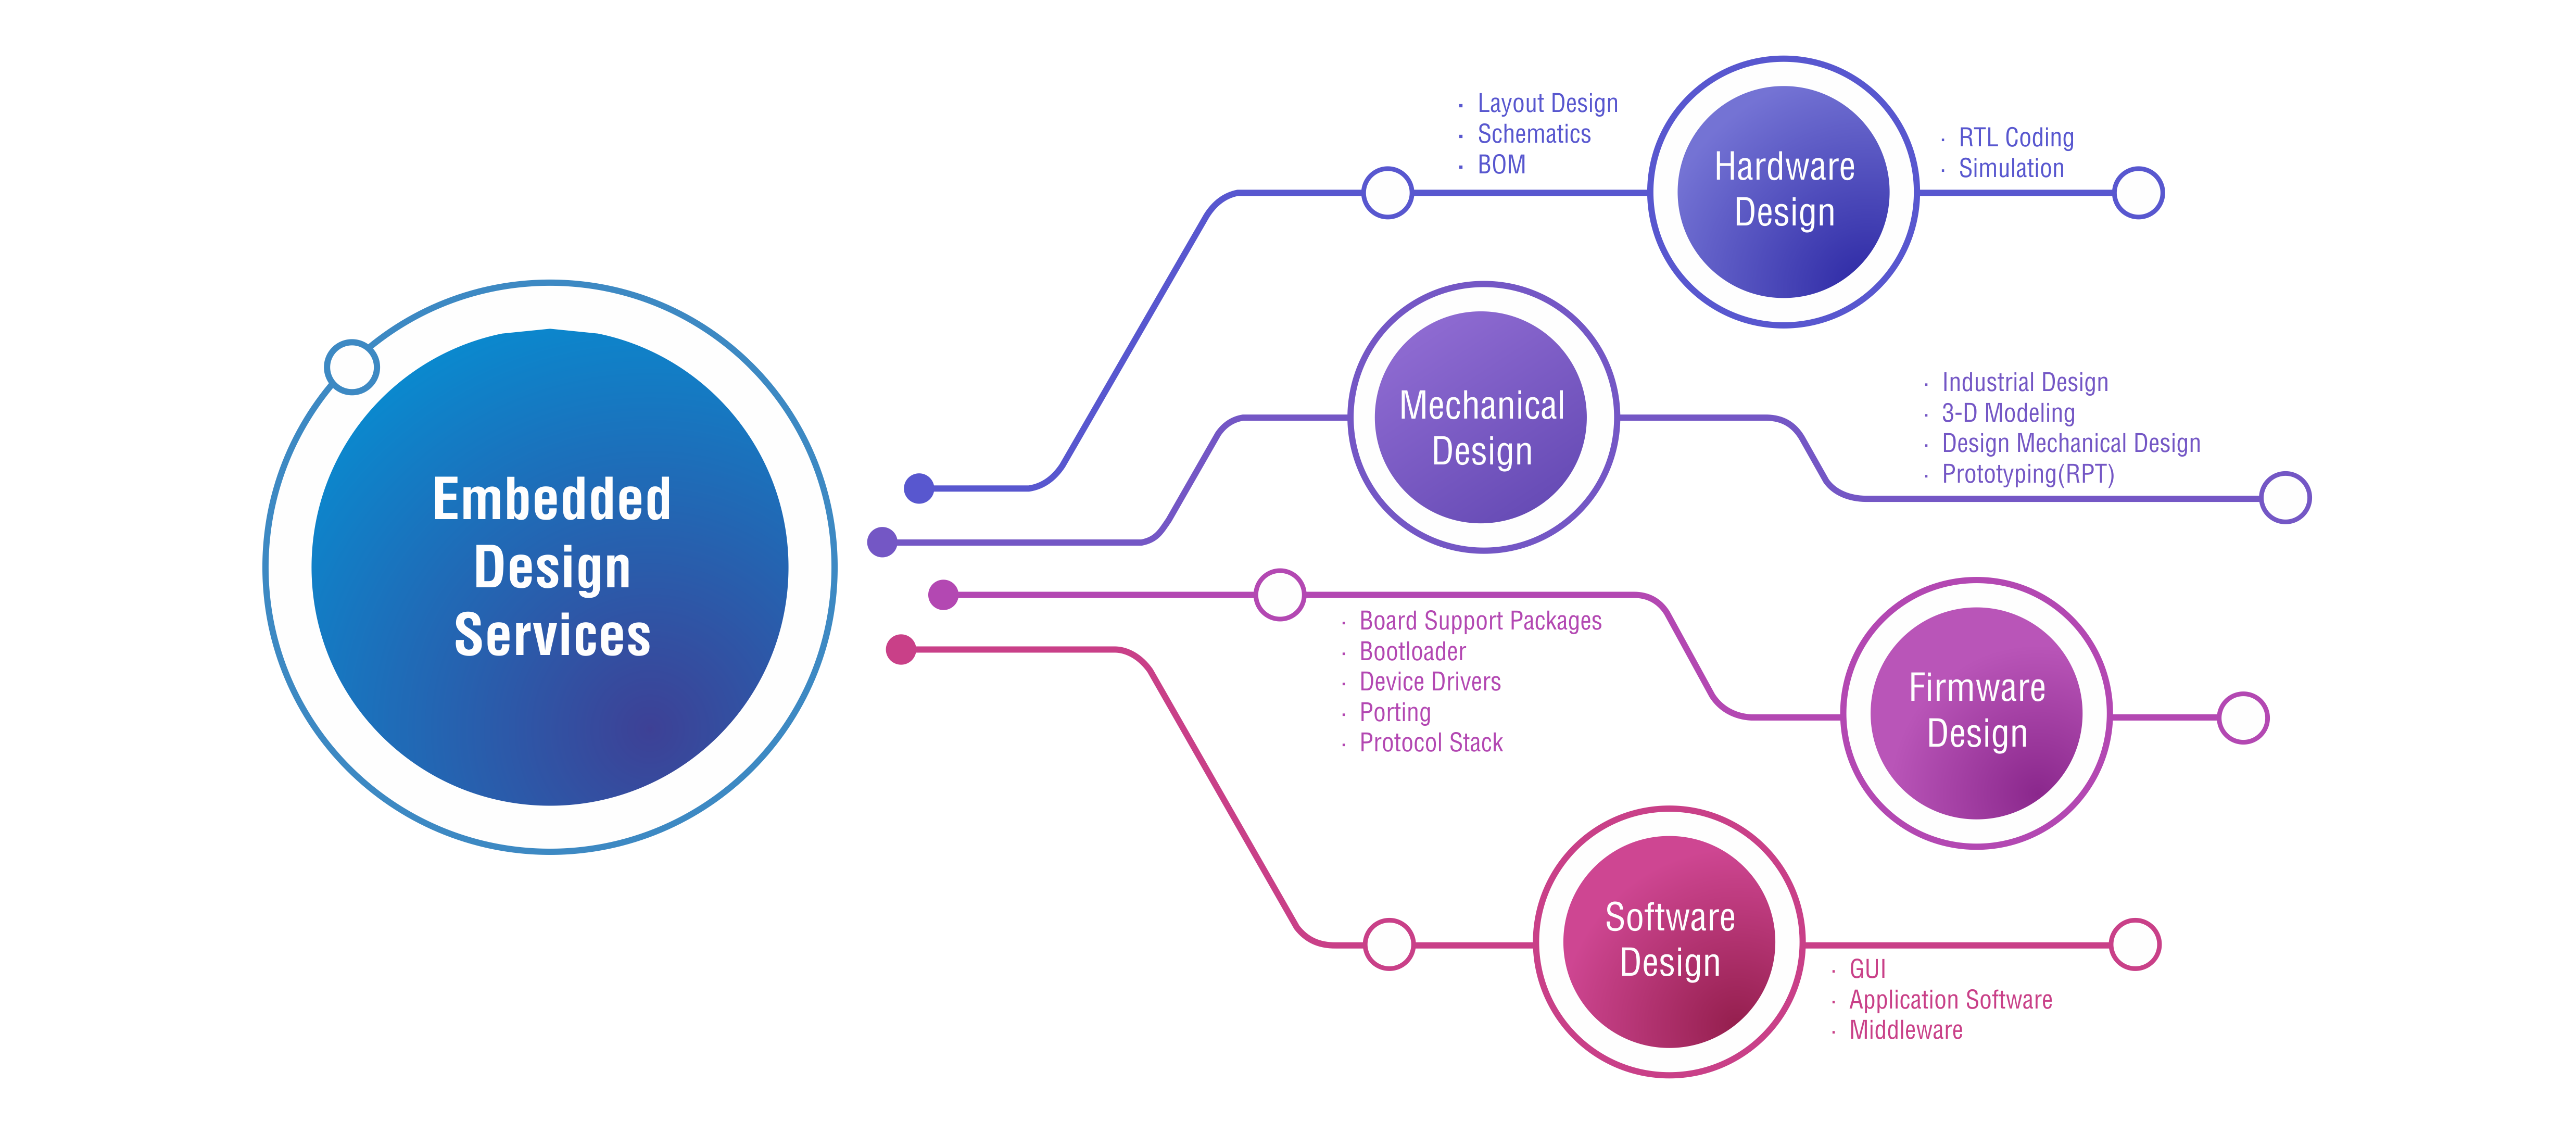 Embedded
Design
Services
· Layout Design
· Schematics
· BOM
Hardware
Design
· RTL Coding
· Simulation
Mechanical
Design
· Industrial Design
· 3-D Modeling
· Design Mechanical Design
· Prototyping(RPT)
· Board Support Packages
· Bootloader
· Device Drivers
· Porting
· Protocol Stack
Firmware
Design
Software
Design
· GUI
· Application Software
· Middleware